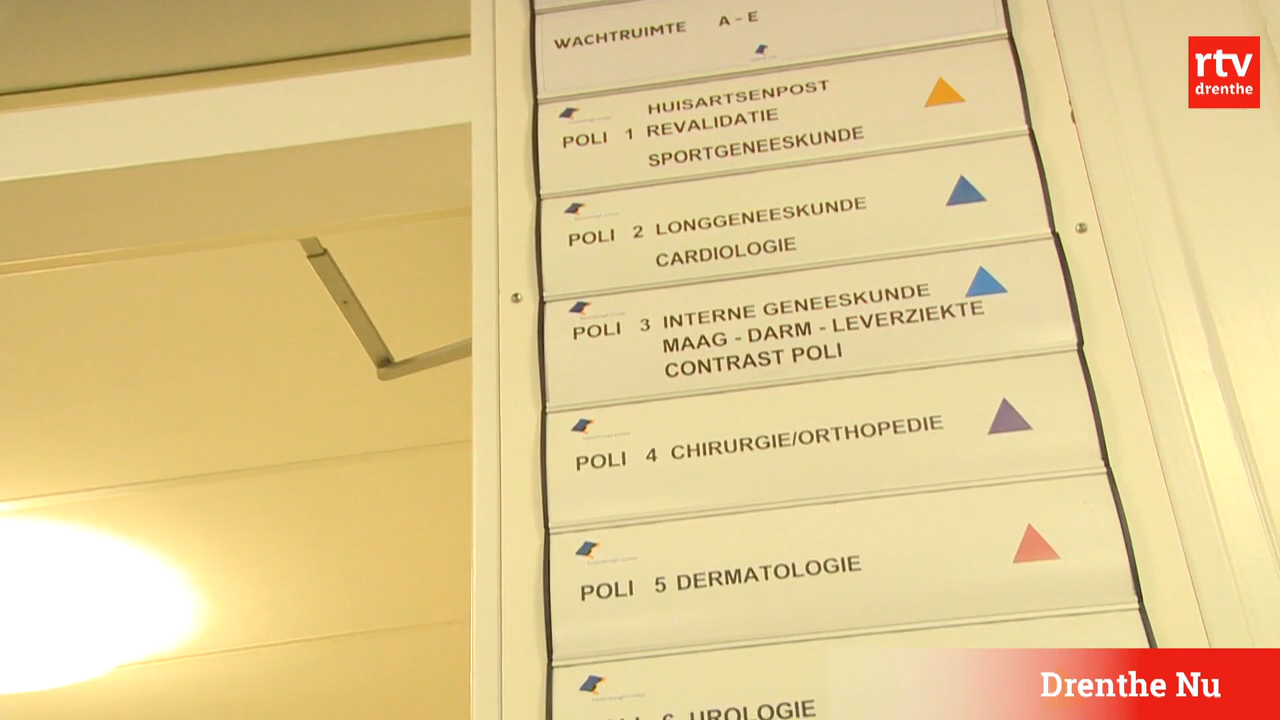 WACHTRUIMTE A - E
rtv
drenthe
HUISARTSENPOST
POLI 1 REVALIDATIE
SPORTGENEESKUNDE
POLI 2 LONGGENEESKUNDE
CARDIOLOGIE
POLI 3 INTERNE GENEESKUNDE
MAAG - DARM - LEVERZIEKTE
CONTRAST POLI
POLI 4 CHIRURGIE/ORTHOPEDIE
POLI 5 DERMATOLOGIE
6 UROLOGIE
Drenthe Nu